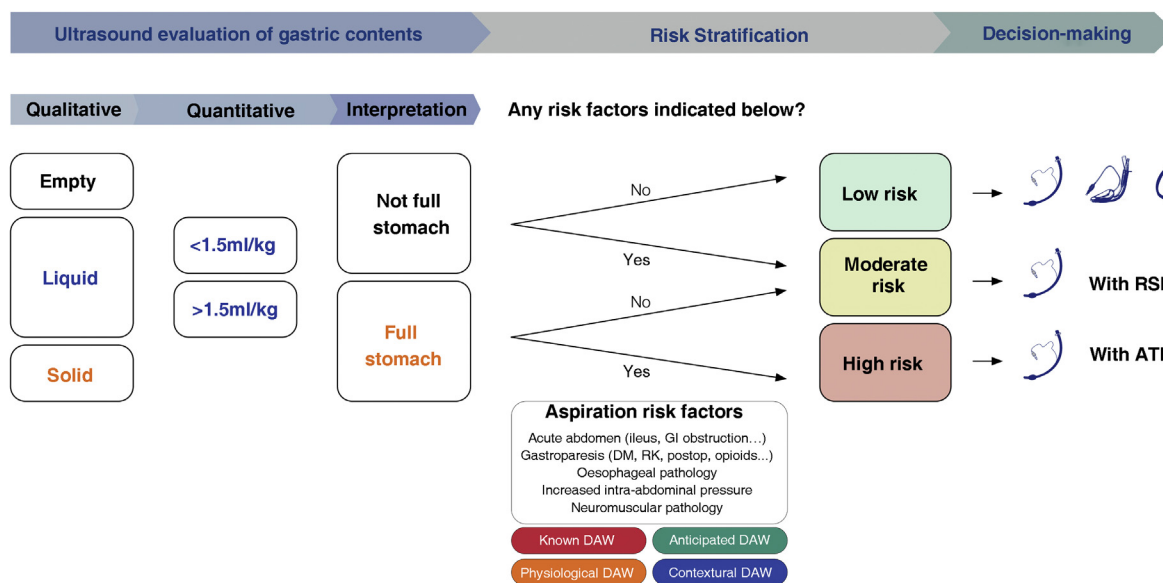 Ultrasound evaluation of gastric contents
Risk Stratification
Decision-making
Qualitative
Quantitative
Interpretation
Any risk factors indicated below?
Empty
Liquid
Solid
<1.5ml/kg
>1.5ml/kg
Not full
stomach
Full
stomach
No
Yes
No
Yes
Low risk
Moderate
risk
High risk
With RSI
With ATI
Aspiration risk factors
Acute abdomen (ileus, GI obstruction…)
Gastroparesis (DM, RK, postop, opioids...)
Oesophageal pathology
Increased intra-abdominal pressure
Neuromuscular pathology
Known DAW
Anticipated DAW
Physiological DAW
Contextural DAW